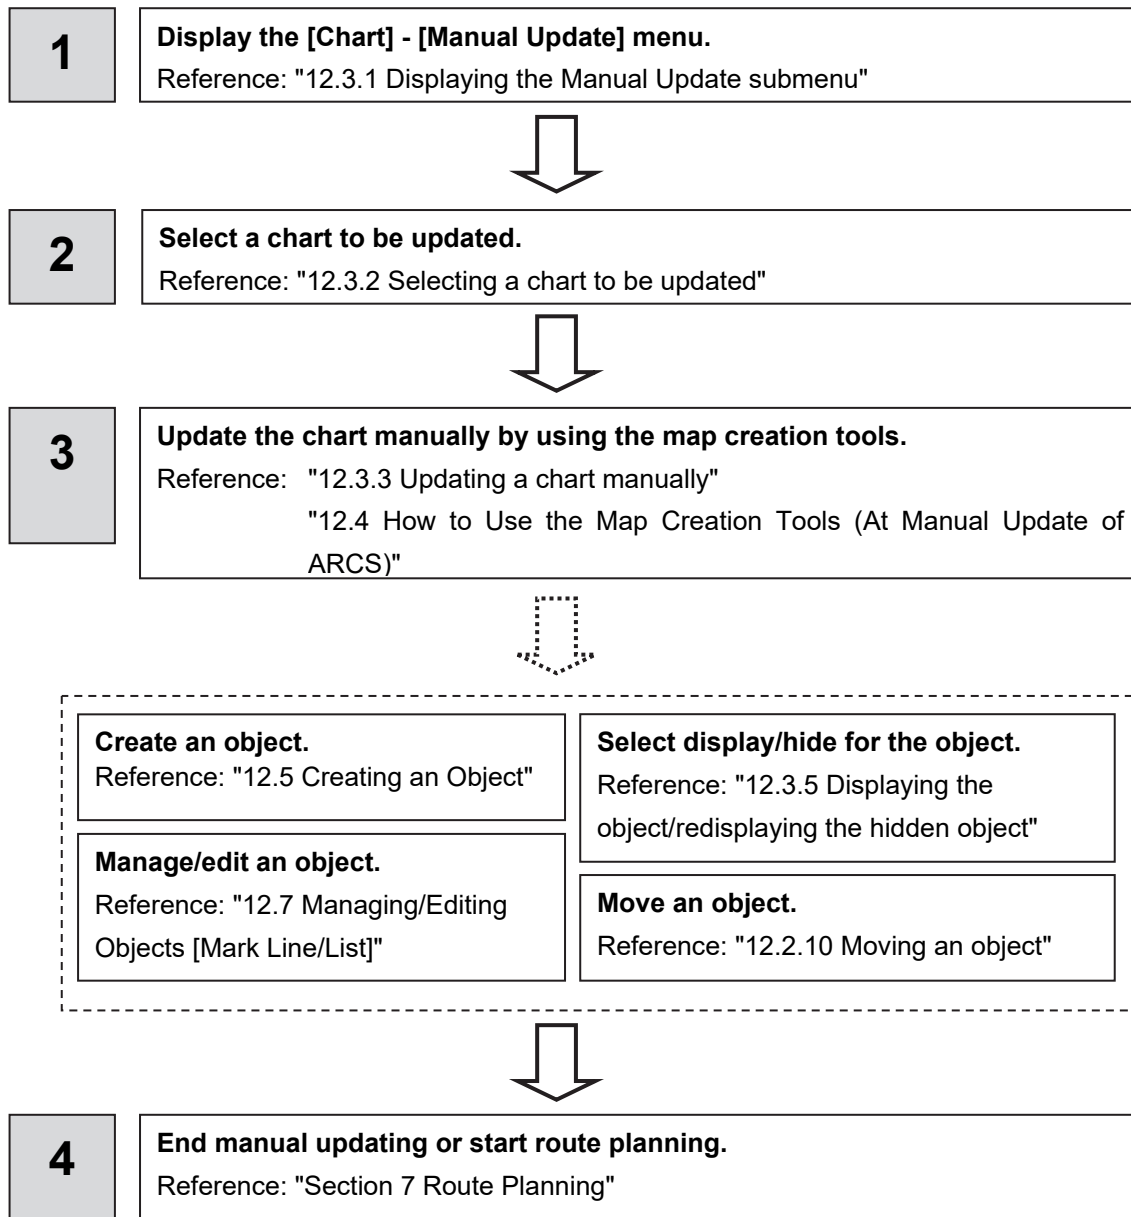 1
Display the [Chart] - [Manual Update] menu.
Reference: "12.3.1 Displaying the Manual Update submenu"
2
Select a chart to be updated.
Reference: "12.3.2 Selecting a chart to be updated"
3
Update the chart manually by using the map creation tools.
Reference: "12.3.3 Updating a chart manually"
"12.4 How to Use the Map Creation Tools (At Manual Update of
ARCS)"
Create an object.
Reference: "12.5 Creating an Object"
Manage/edit an object.
Reference: "12.7 Managing/Editing
Objects [Mark Line/List]"
Select display/hide for the object.
Reference: "12.3.5 Displaying the
object/redisplaying the hidden object"
Move an object.
Reference: "12.2.10 Moving an object"
4
End manual updating or start route planning.
Reference: "Section 7 Route Planning"